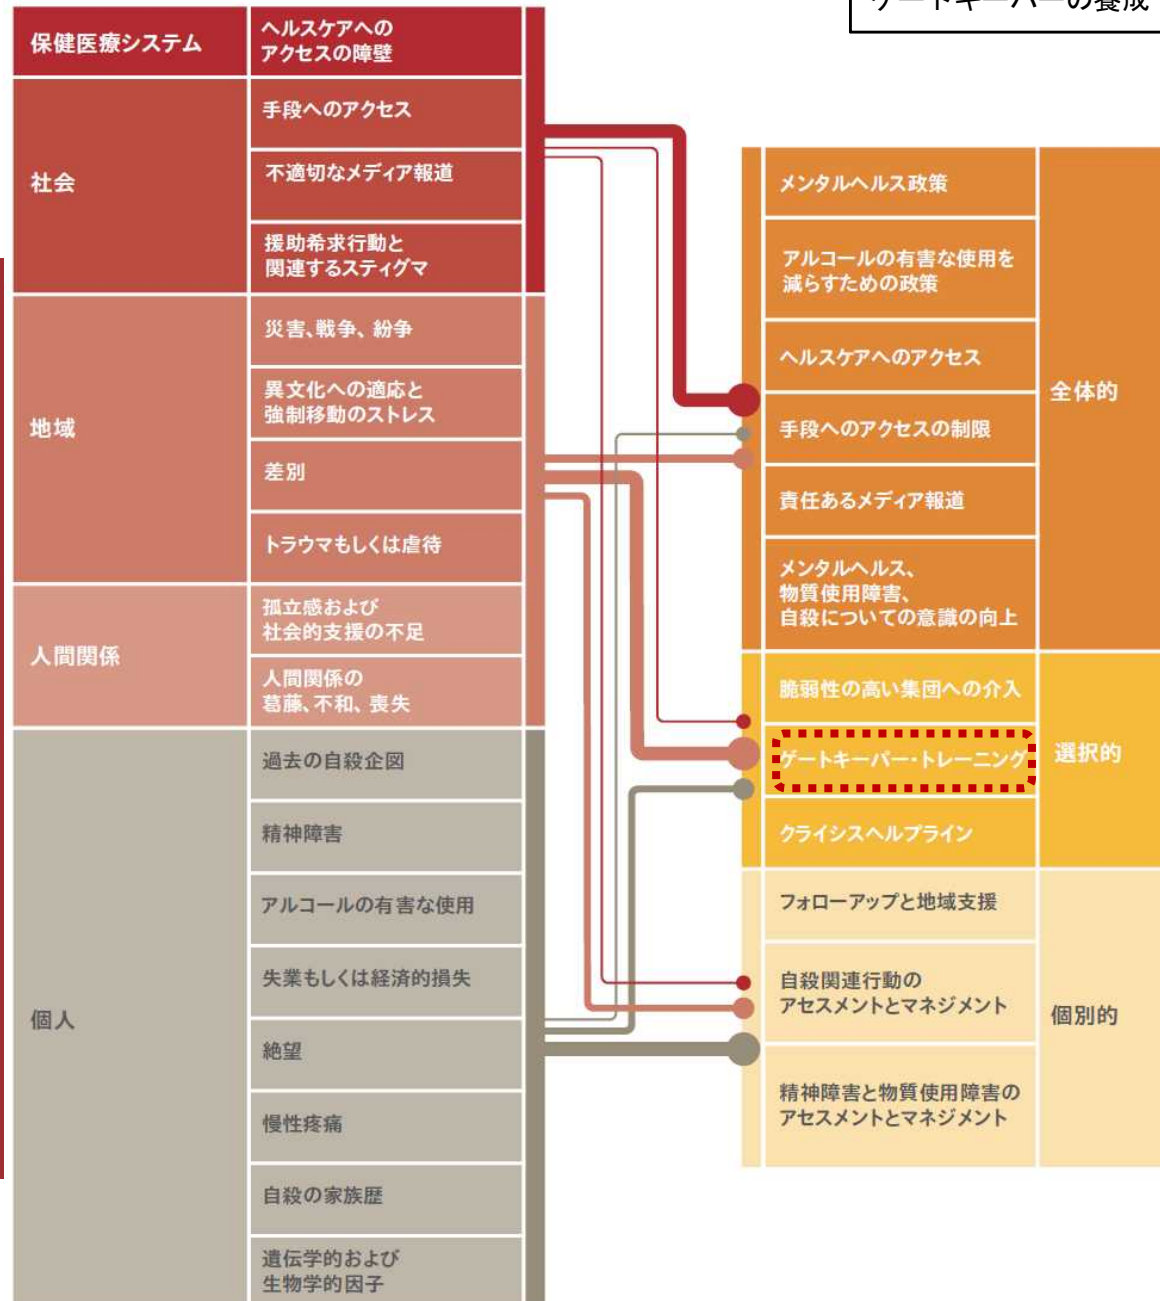 ゲートキーパーの養成
保健医療システム
ヘルスケアへの
アクセスの障壁
社会
手段へのアクセス
不適切なメディア報道
援助希求行動と
関連するスティグマ
地域
災害、戦争、紛争
異文化への適応と
強制移動のストレス
差別
トラウマもしくは虐待
人間関係
孤立感および
社会的支援の不足
人間関係の
葛藤、不和、喪失
個人
過去の自殺企図
精神障害
アルコールの有害な使用
失業もしくは経済的損失
絶望
慢性疼痛
自殺の家族歴
遺伝学的および
生物学的因子
メンタルヘルス政策
アルコールの有害な使用を
減らすための政策
ヘルスケアへのアクセス
手段へのアクセスの制限
責任あるメディア報道
メンタルヘルス、
物質使用障害、
自殺についての意識の向上
全体的
脆弱性の高い集団への介入
ゲートキーパー・トレーニング
クライシスヘルプライン
選択的
フォローアップと地域支援
自殺関連行動の
アセスメントとマネジメント
精神障害と物質使用障害の
アセスメントとマネジメント
個別的